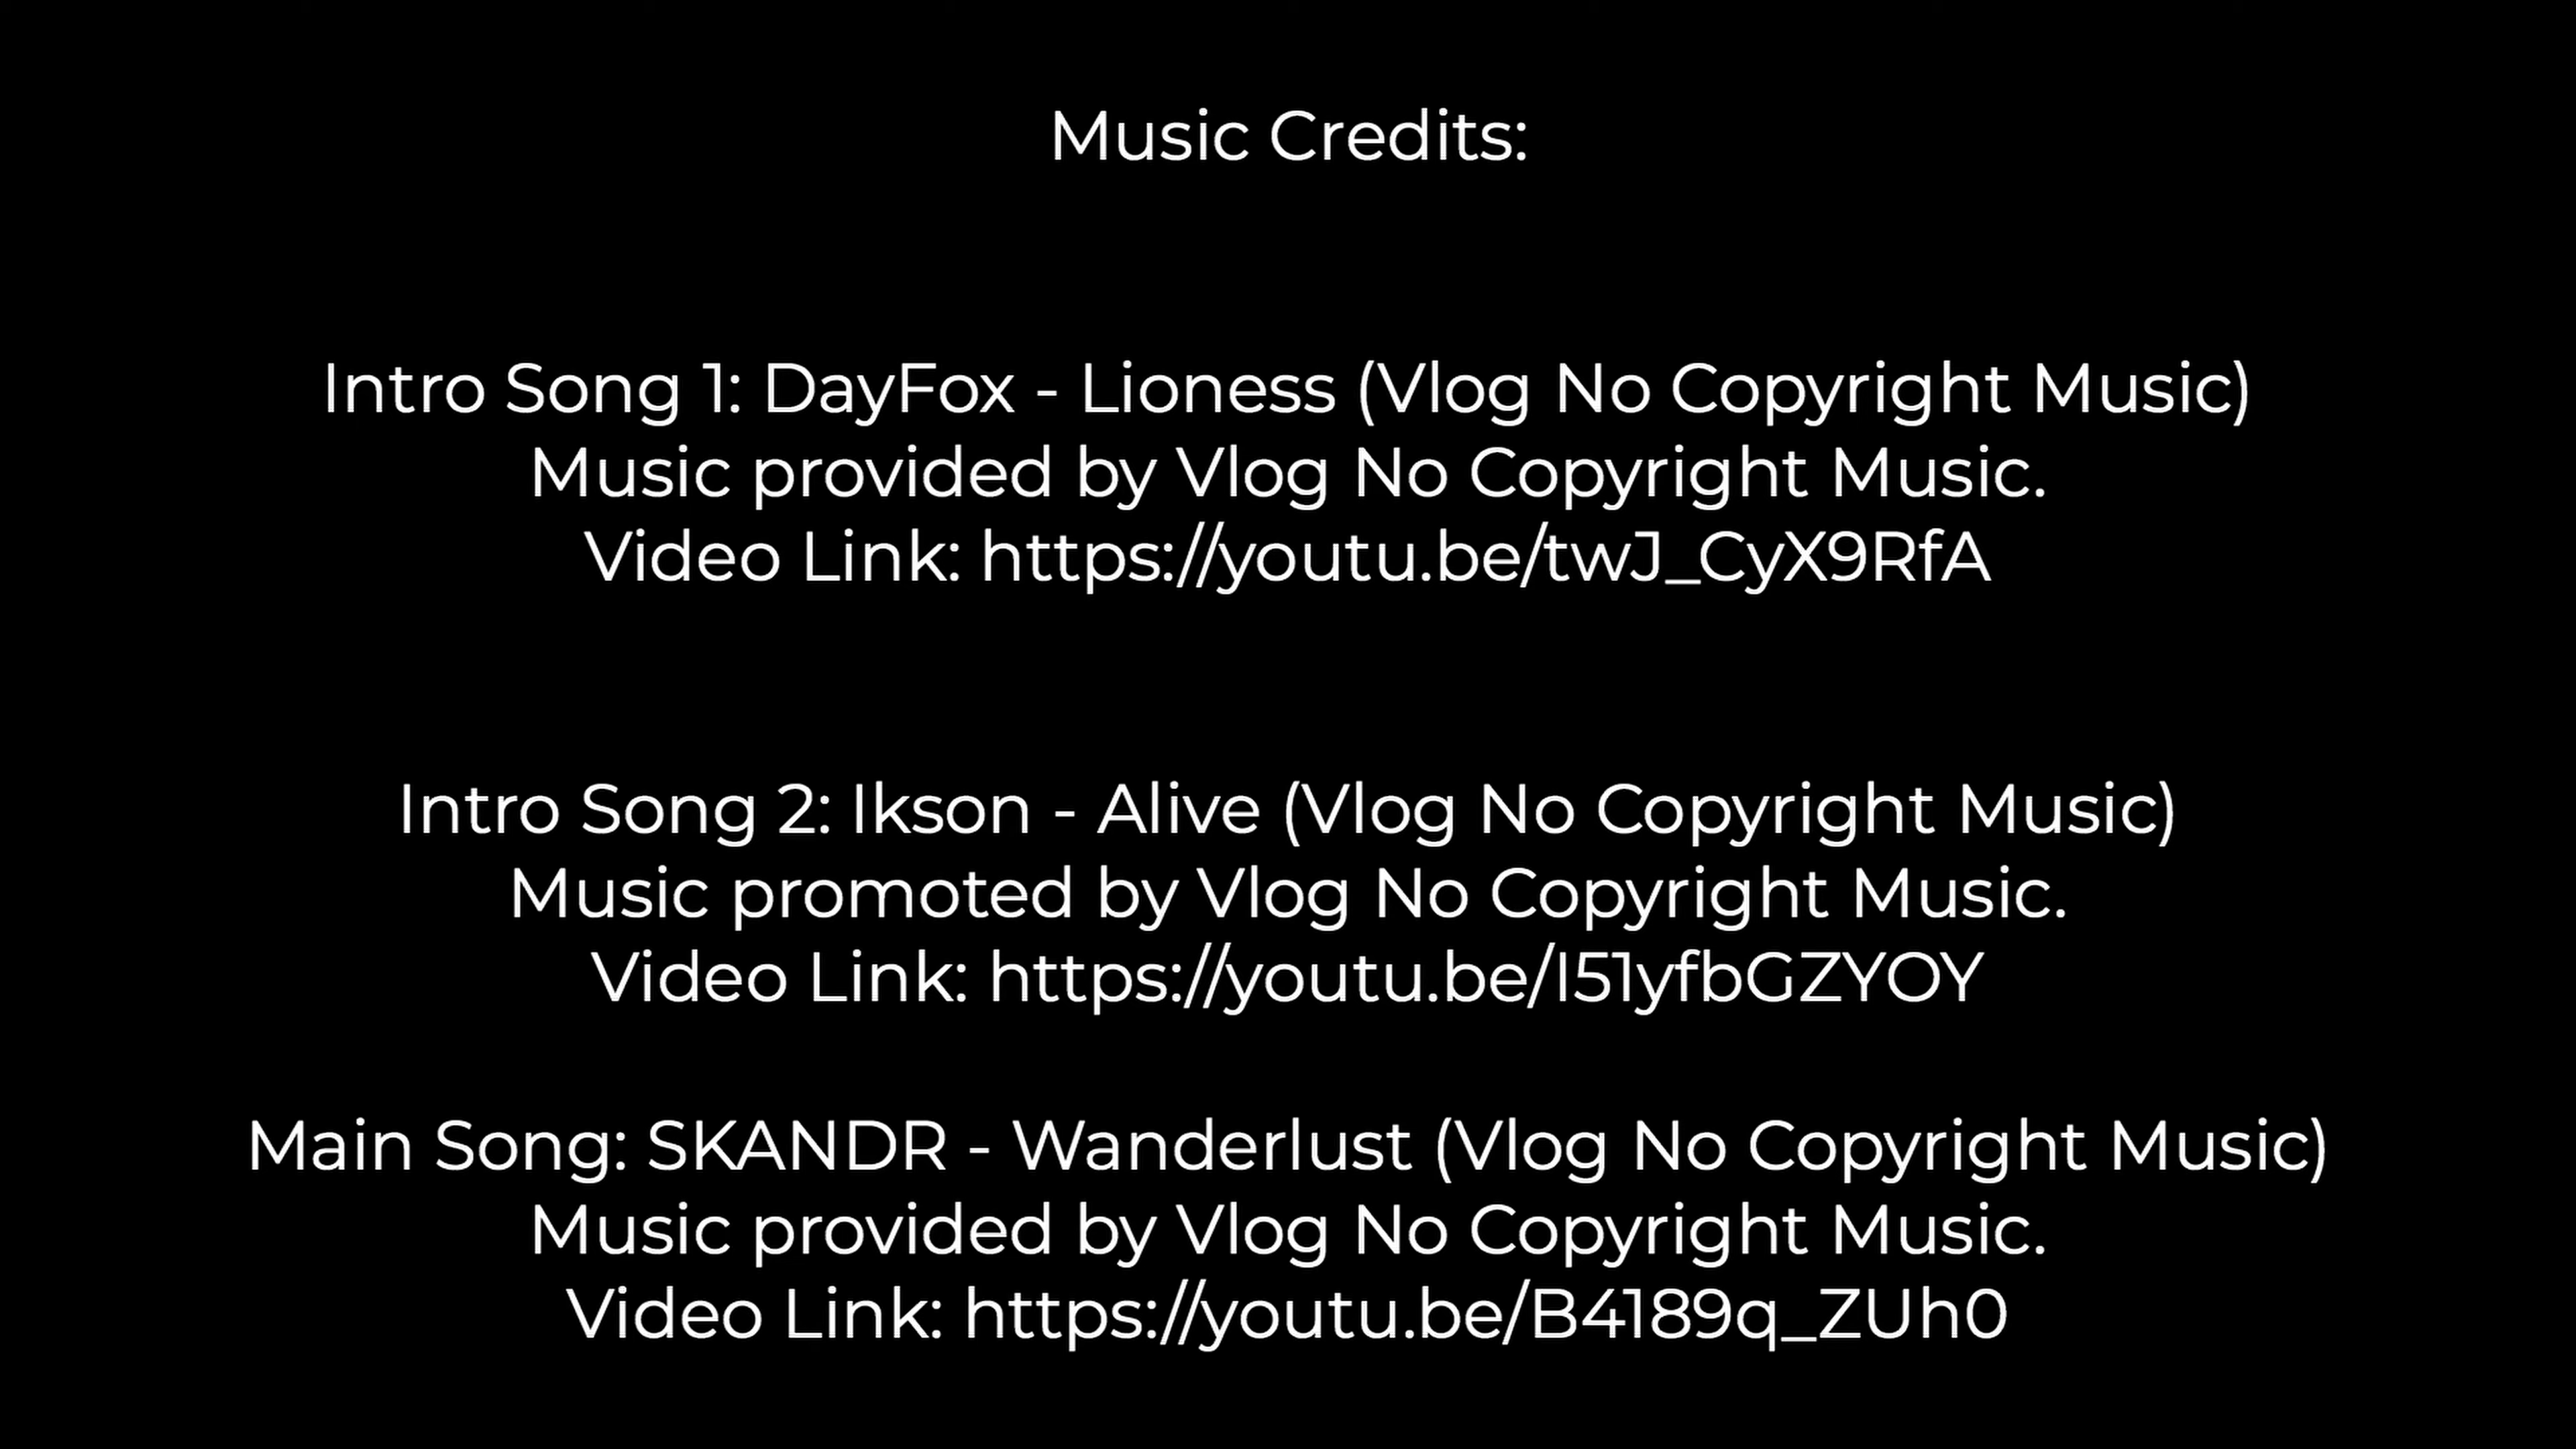 Music Credits:
Intro Song 1: DayFox - Lioness (Vlog No Copyright Music)
Music provided by Vlog No Copyright Music.
Video Link: https://youtu.be/twJ_CyX9RfA
Intro Song 2: Ikson - Alive (Vlog No Copyright Music)
Music promoted by Vlog No Copyright Music.
Video Link: https://youtu.be/I51yfbGZYOY
Main Song: SKANDR - Wanderlust (Vlog No Copyright Music)
Music provided by Vlog No Copyright Music.
Video Link: https://youtu.be/B4189q_ZUh0